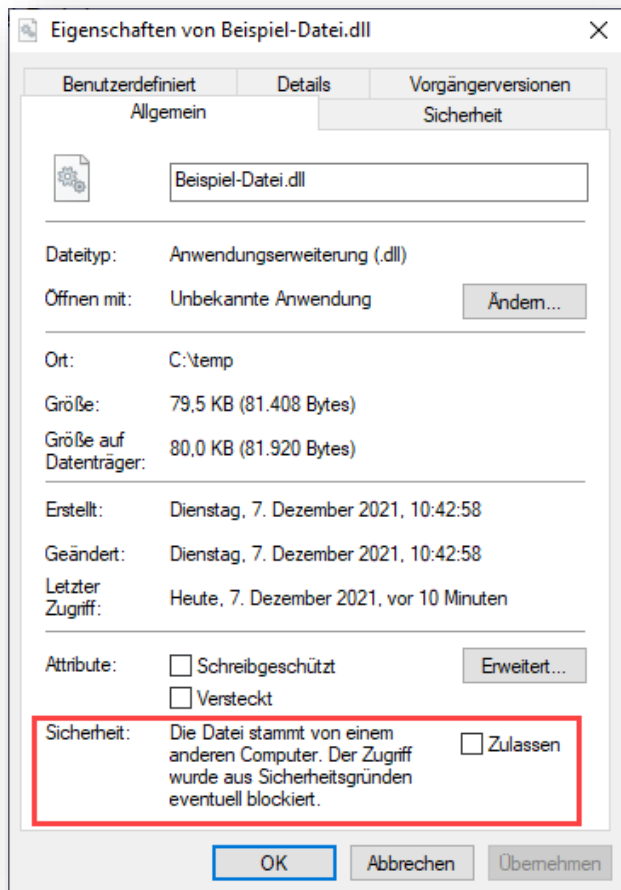 Eigenschaften von Beispiel-Datei.dll
Benutzerdefiniert Details Vorgängerversionen
Allgemein Sicherheit
Beispiel-Datei.dll
Dateityp: Anwendungserweiterung (.dll)
Öffnen mit: Unbekannte Anwendung Ändern...
Ort: C:\temp
Größe: 79,5 KB (81.408 Bytes)
Größe auf
Datenträger: 80,0 KB (81.920 Bytes)
Erstellt: Dienstag, 7. Dezember 2021, 10:42:58
Geändert: Dienstag, 7. Dezember 2021, 10:42:58
Letzter
Zugriff: Heute, 7. Dezember 2021, vor 10 Minuten
Attribute: Schreibgeschützt Erweitert...
Versteckt
Sicherheit: Die Datei stammt von einem
anderen Computer. Der Zugriff Zulassen
wurde aus Sicherheitsgründen
eventuell blockiert.
OK Abbrechen Übernehmen